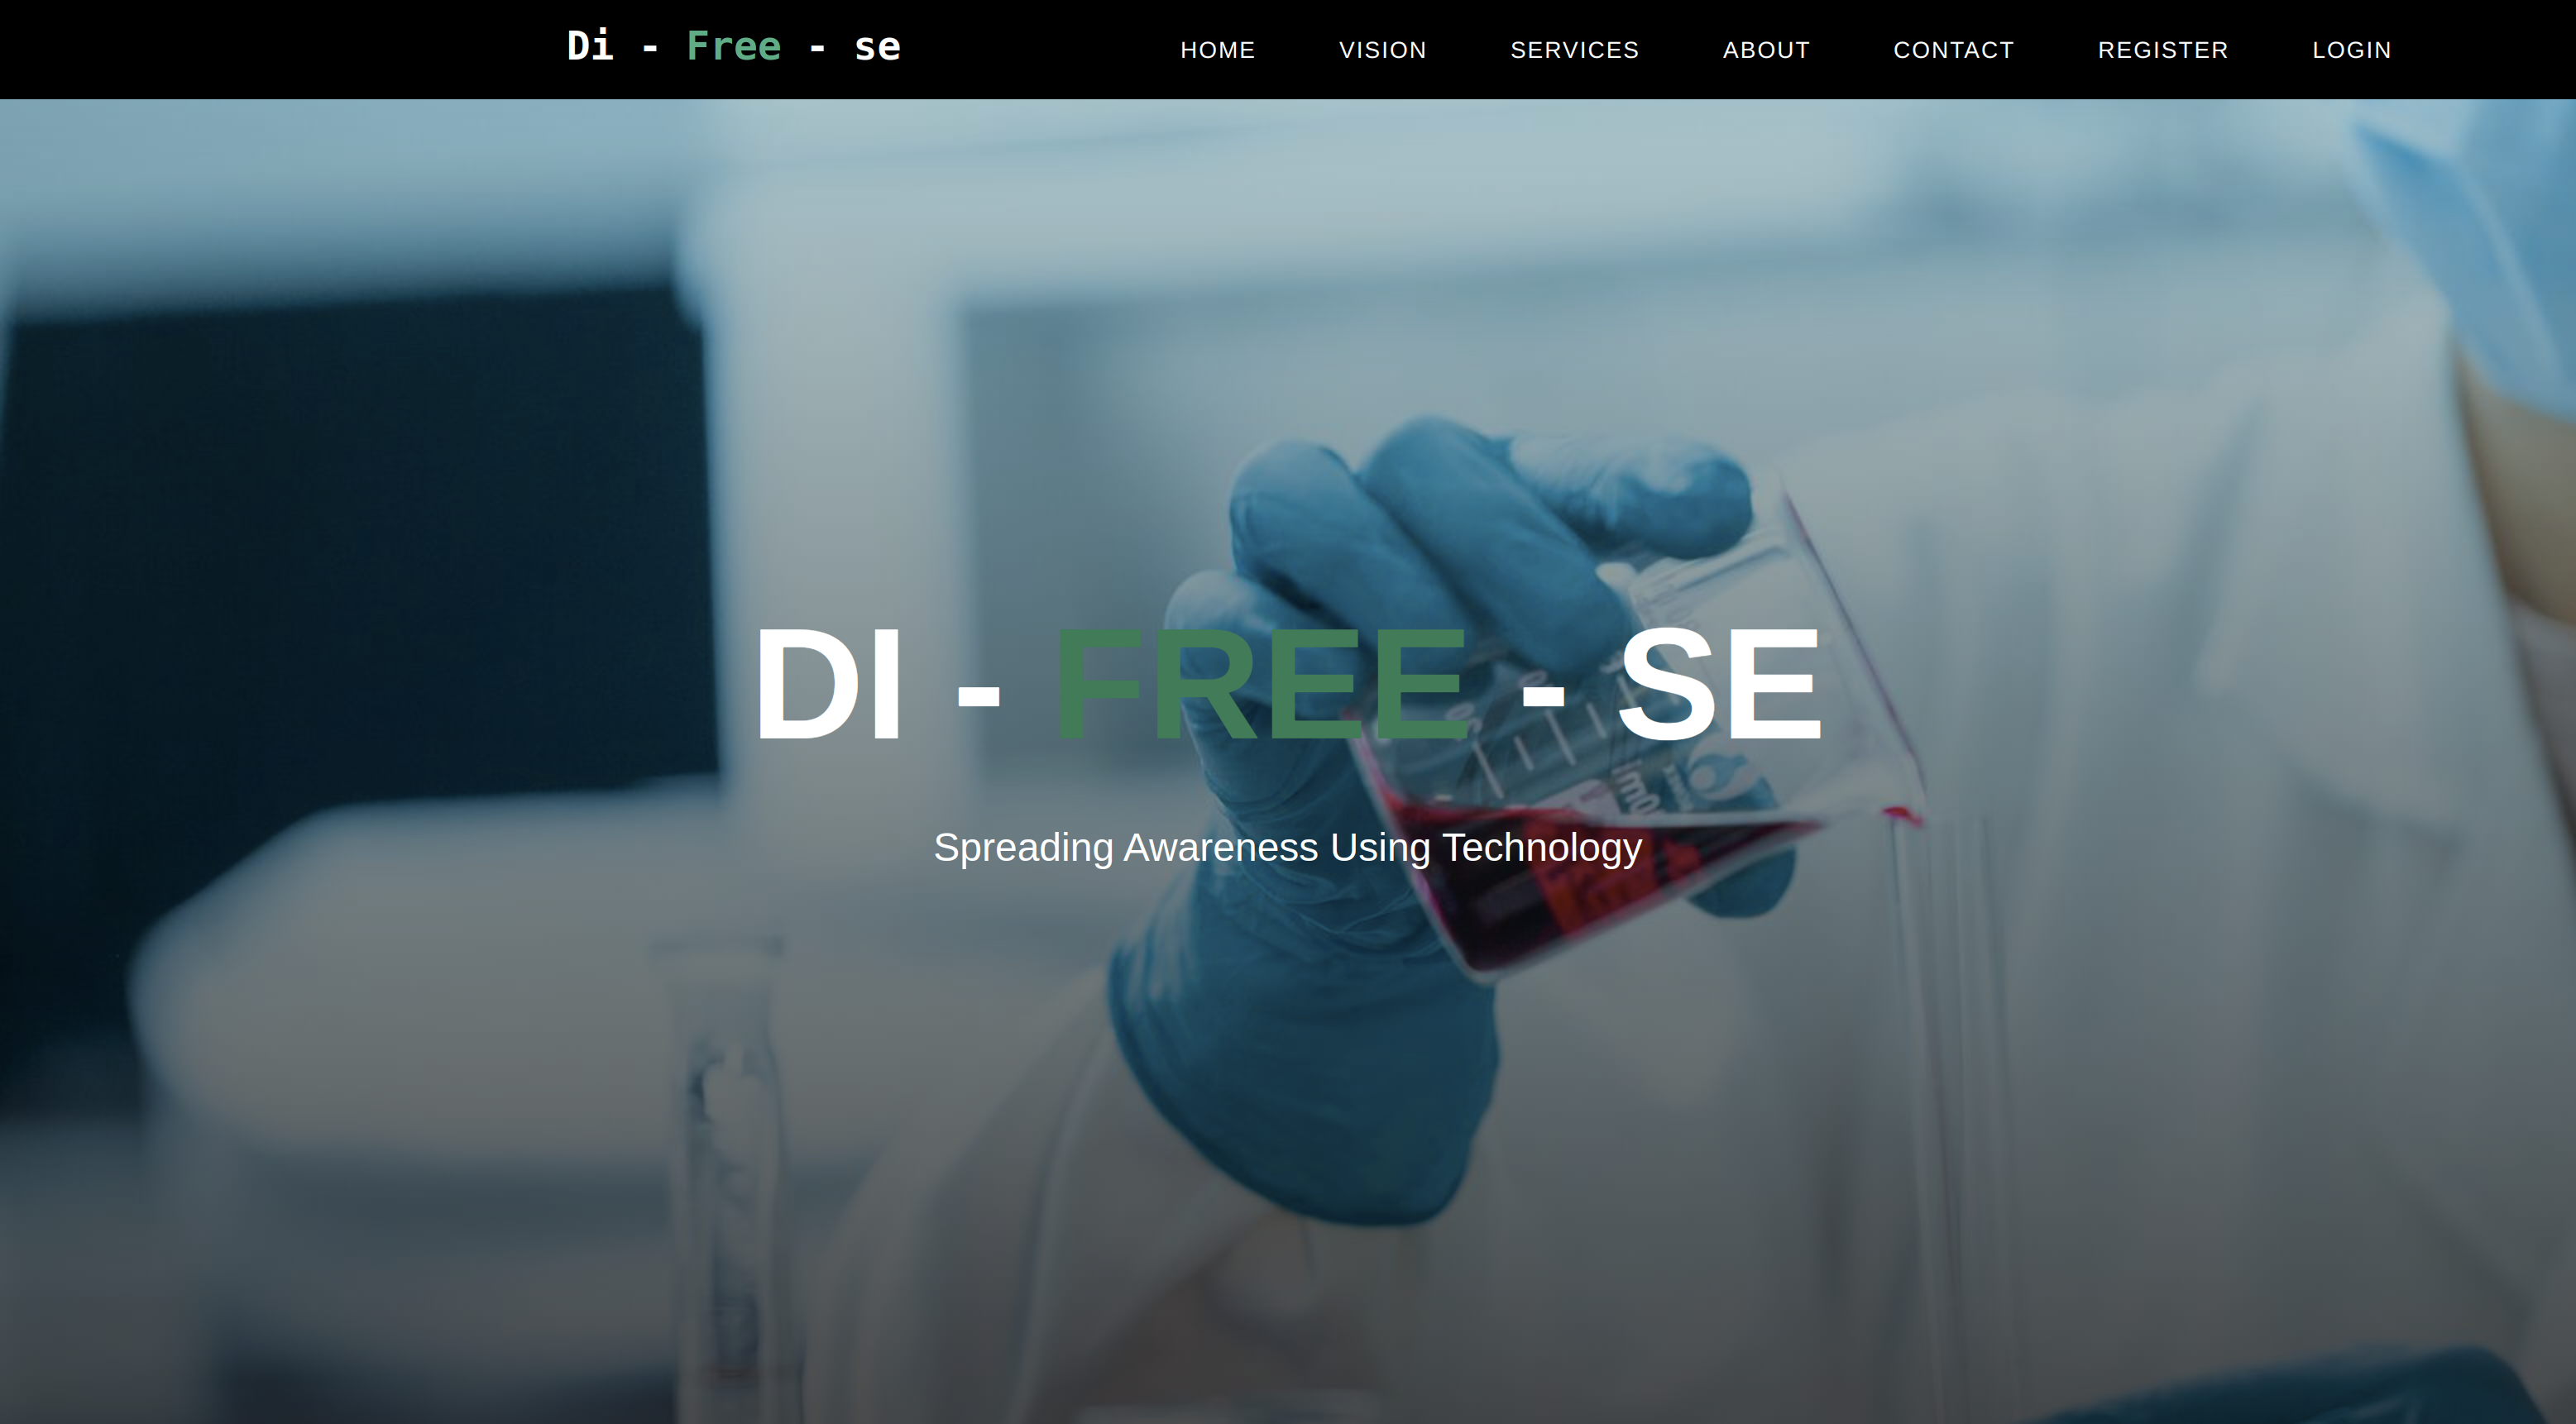 Di - Free - se
HOME VISION SERVICES ABOUT CONTACT REGISTER LOGIN
DI - FREE - SE
Spreading Awareness Using Technology